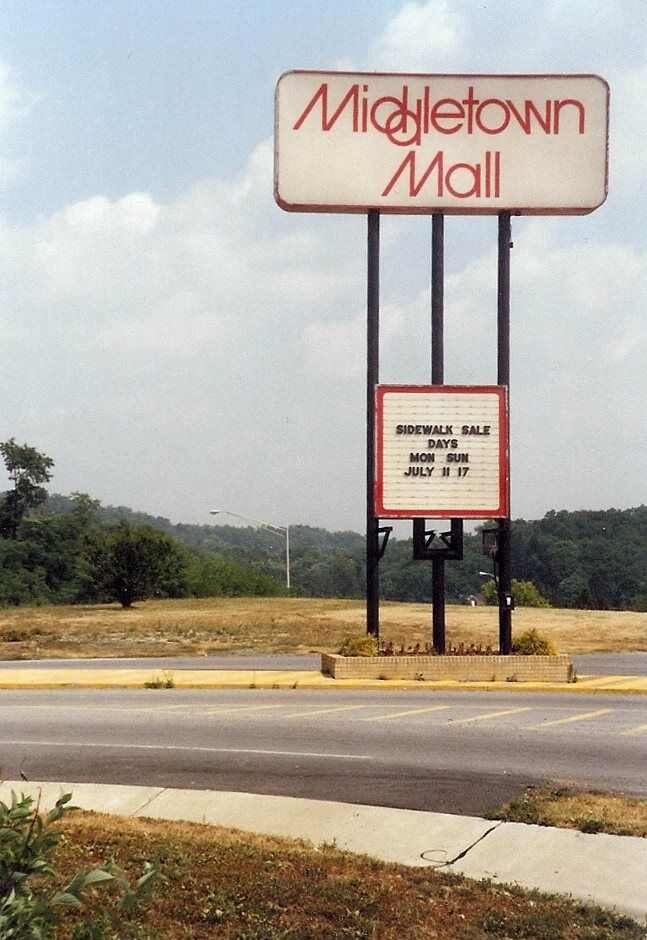 Middletown
Mall
SIDEWALK SALE
DAYS
MON SUN
JULY 11 17